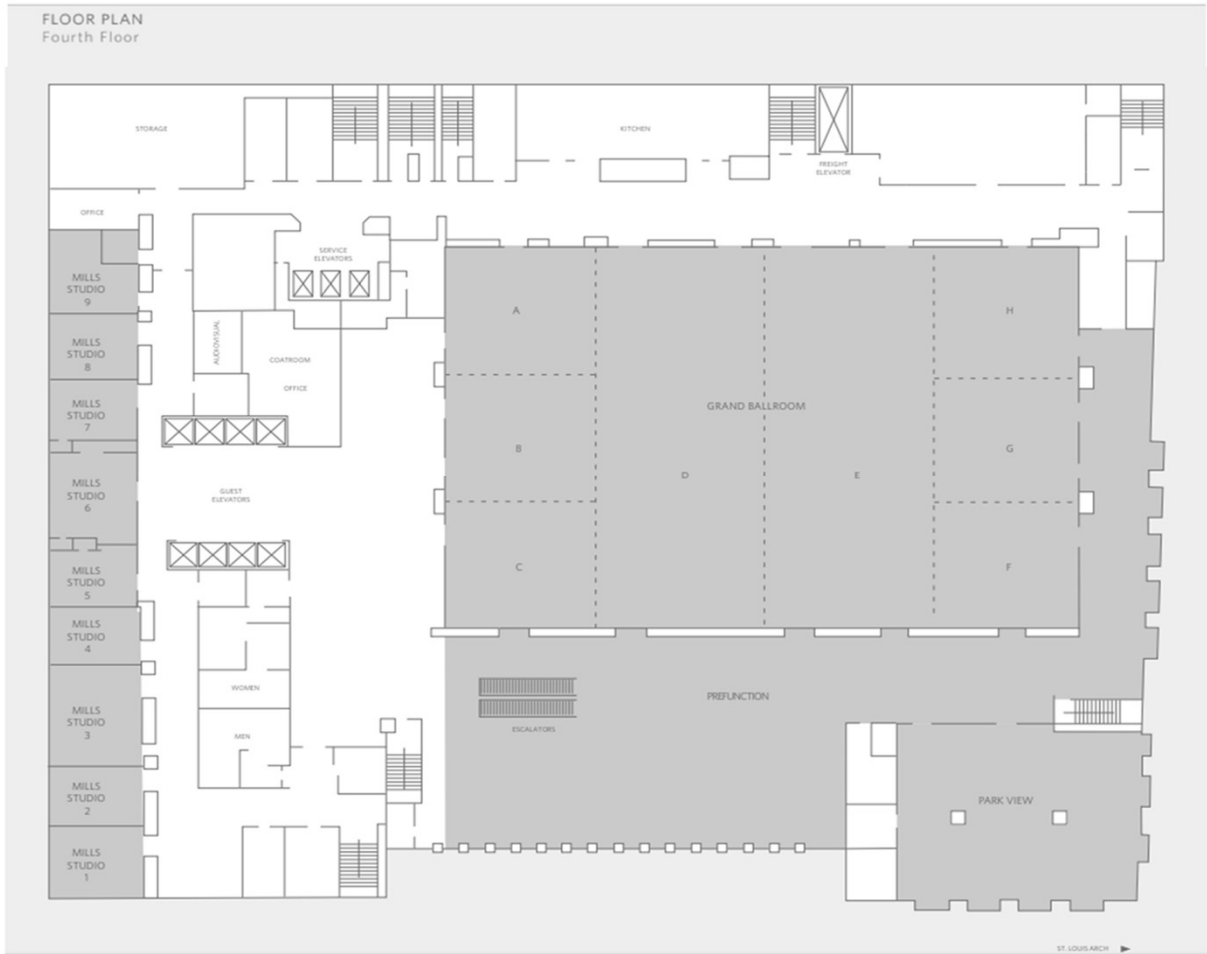 FLOOR PLAN
Fourth Floor
STORAGE
KITCHEN
FREIGHT
ELEVATOR
OFFICE
SERVICE
ELEVATORS
MILLS
STUDIO
9
A
H
MILLS
STUDIO
8
AUDIOVISUAL
COATROOM
OFFICE
MILLS
STUDIO
7
GRAND BALLROOM
B
G
D
E
MILLS
STUDIO
6
GUEST
ELEVATORS
MILLS
STUDIO
5
C
F
MILLS
STUDIO
4
WOMEN
PREFUNCTION
MILLS
STUDIO
3
ESCALATORS
MEN
MILLS
STUDIO
2
PARK VIEW
MILLS
STUDIO
1
ST. LOUIS ARCH